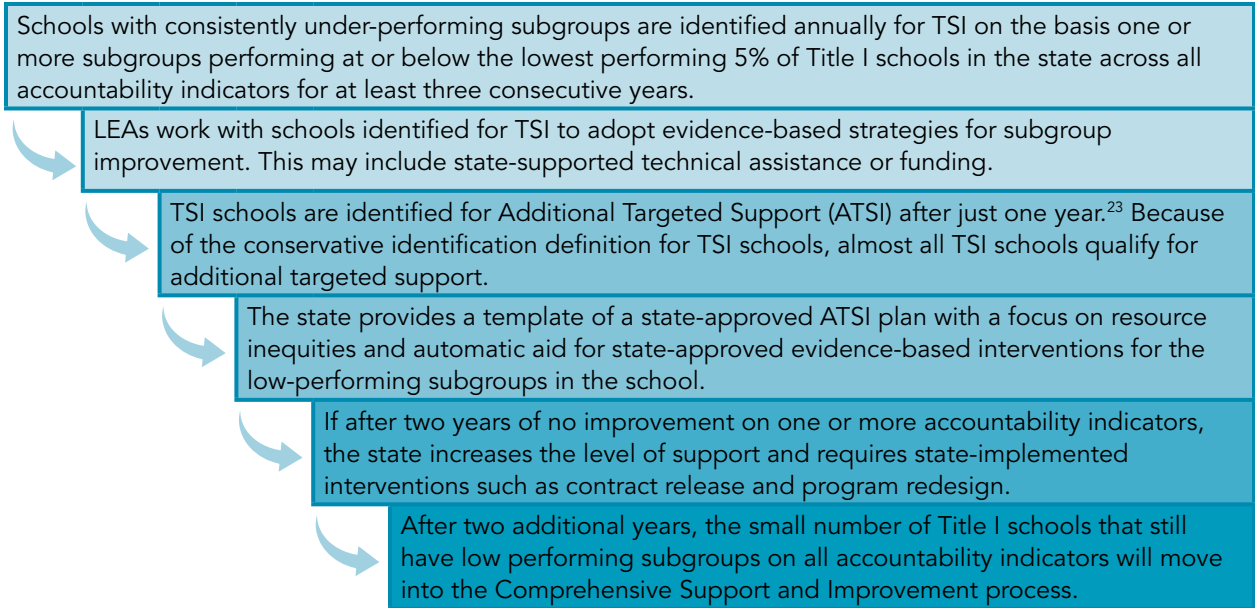 Schools with consistently under-performing subgroups are identified annually for TSI on the basis one or
more subgroups performing at or below the lowest performing 5% of Title I schools in the state across all
accountability indicators for at least three consecutive years.
LEAs work with schools identified for TSI to adopt evidence-based strategies for subgroup
improvement. This may include state-supported technical assistance or funding.
TSI schools are identified for Additional Targeted Support (ATSI) after just one year.²³ Because
of the conservative identification definition for TSI schools, almost all TSI schools qualify for
additional targeted support.
The state provides a template of a state-approved ATSI plan with a focus on resource
inequities and automatic aid for state-approved evidence-based interventions for the
low-performing subgroups in the school.
If after two years of no improvement on one or more accountability indicators,
the state increases the level of support and requires state-implemented
interventions such as contract release and program redesign.
After two additional years, the small number of Title I schools that still
have low performing subgroups on all accountability indicators will move
into the Comprehensive Support and Improvement process.